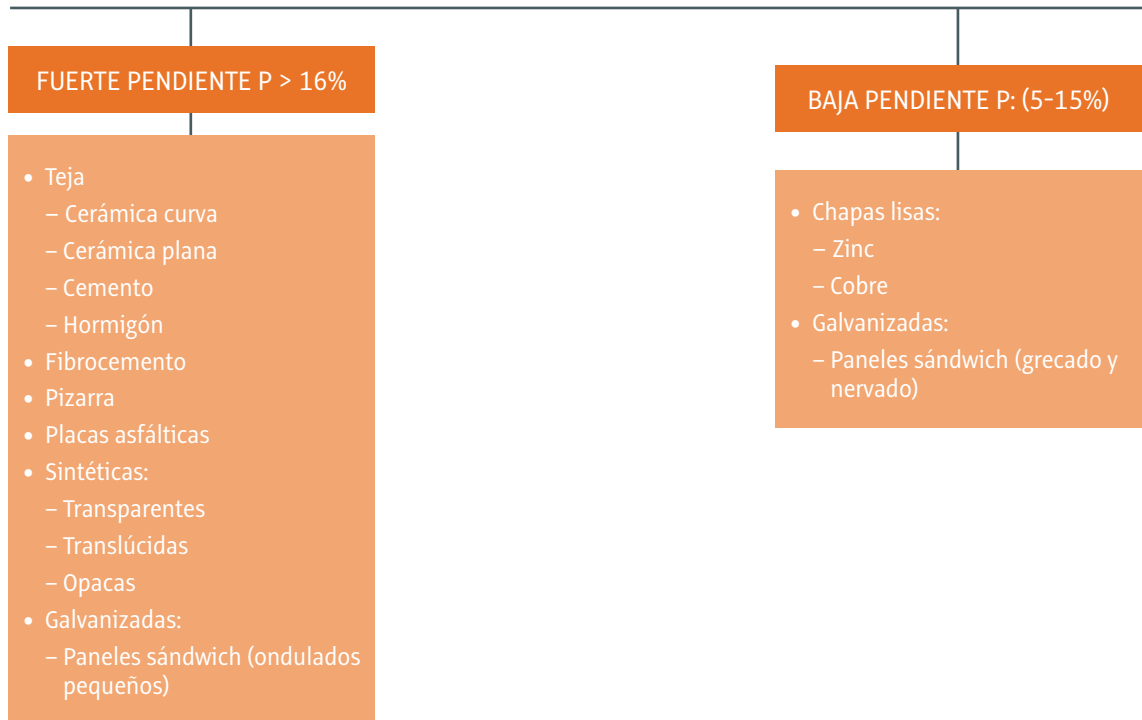 FUERTE PENDIENTE P > 16%
• Teja
– Cerámica curva
– Cerámica plana
– Cemento
– Hormigón
• Fibrocemento
• Pizarra
• Placas asfálticas
• Sintéticas:
– Transparentes
– Translúcidas
– Opacas
• Galvanizadas:
– Paneles sándwich (ondulados
pequeños)
BAJA PENDIENTE P: (5-15%)
• Chapas lisas:
– Zinc
– Cobre
• Galvanizadas:
– Paneles sándwich (grecado y
nervado)